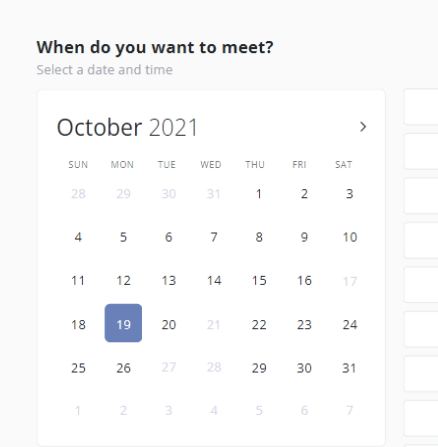 When do you want to meet?
Select a date and time
October 2021
SUN MON TUE WED THU FRI SAT
28 29 30 31 1 2 3
4 5 6 7 8 9 10
11 12 13 14 15 16 17
18 19 20 21 22 23 24
25 26 27 28 29 30 31
1 2 3 4 5 6 7